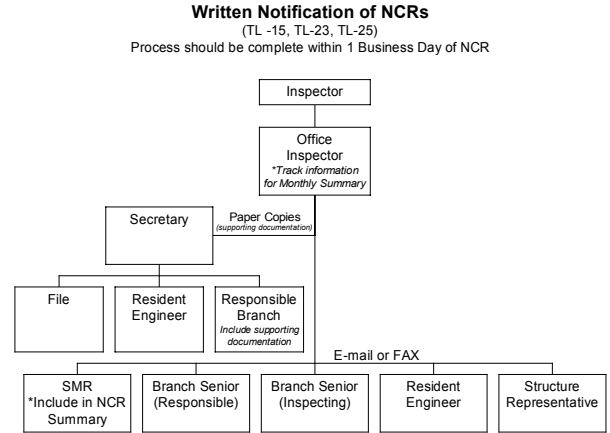 Written Notification of NCRs
(TL -15, TL-23, TL-25)
Process should be complete within 1 Business Day of NCR
Inspector
Office
Inspector
*Track information
for Monthly Summary
Secretary
Paper Copies
(supporting documentation)
File
Resident
Engineer
Responsible
Branch
Include supporting
documentation
E-mail or FAX
SMR
*Include in NCR
Summary
Branch Senior
(Responsible)
Branch Senior
(Inspecting)
Resident
Engineer
Structure
Representative